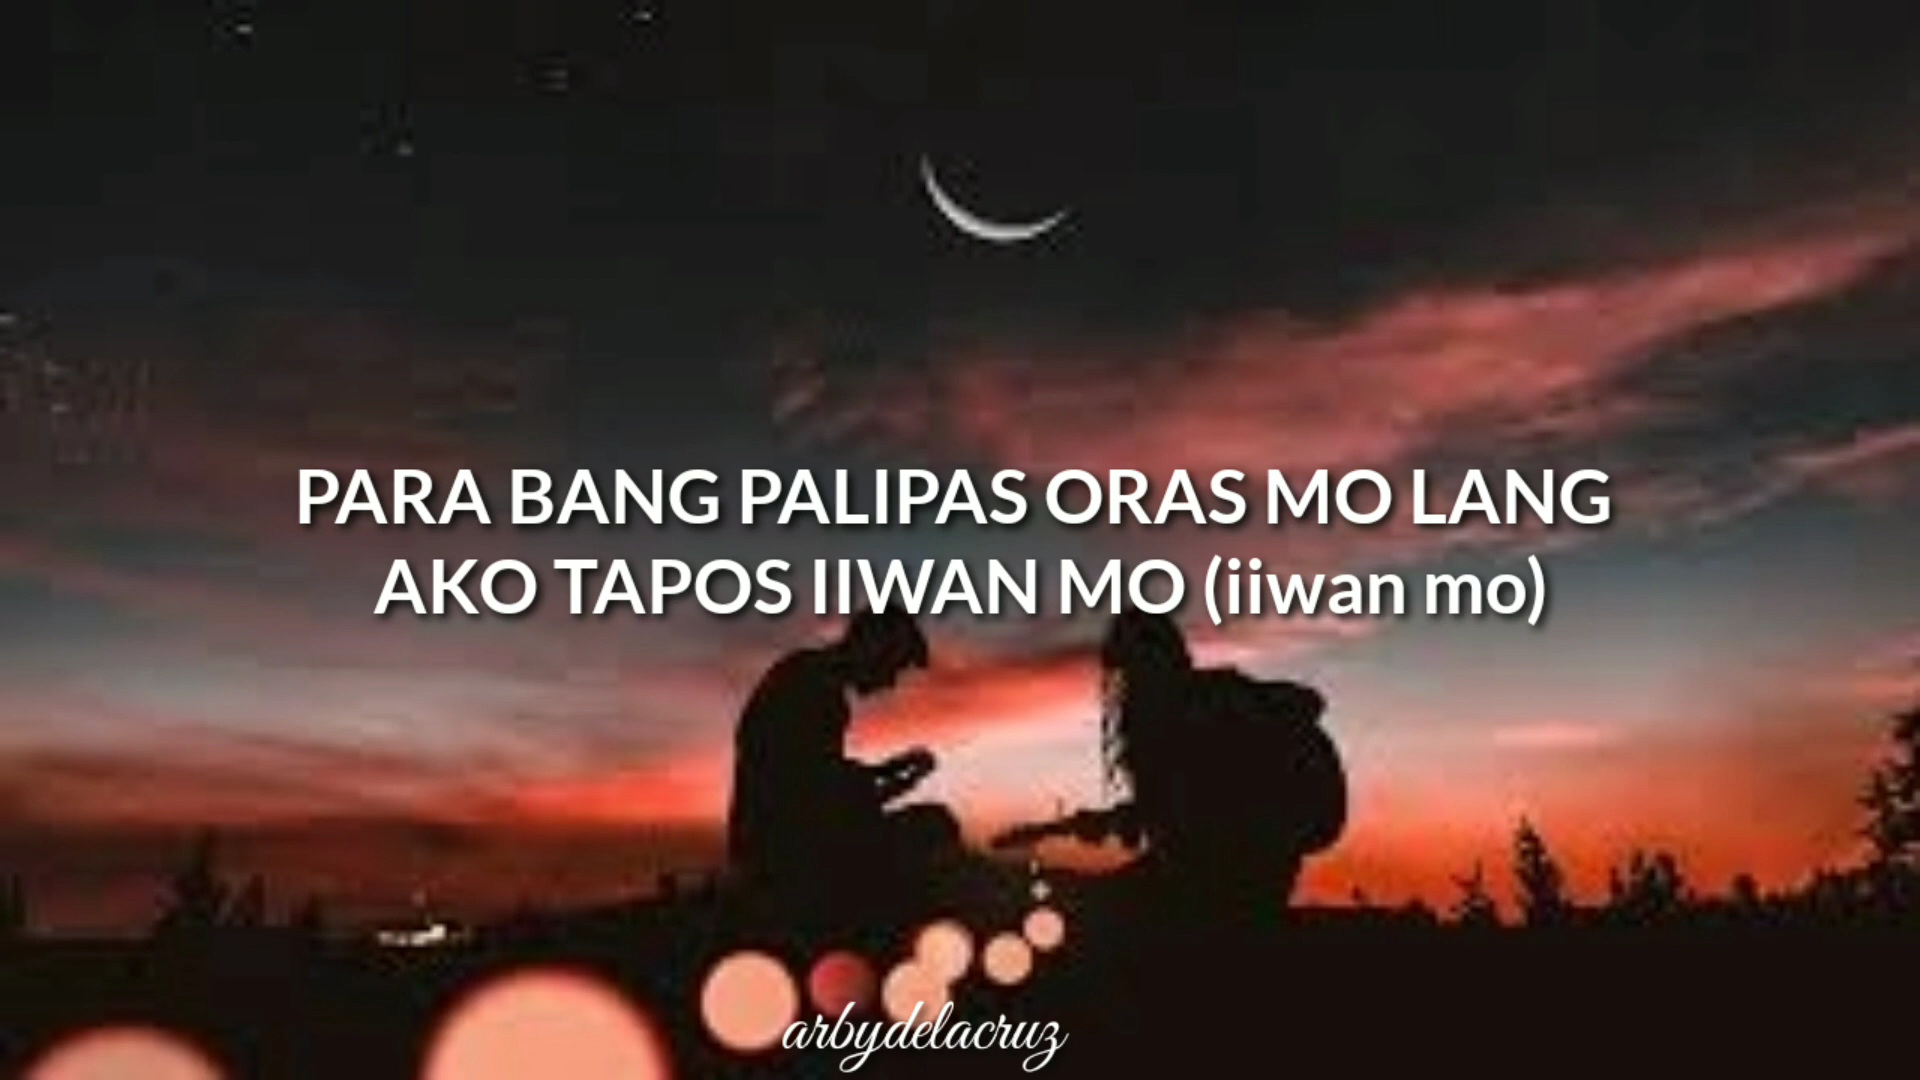 PARA BANG PALIPAS ORAS MO LANG
AKO TAPOS IIWAN MO (iiwan mo)
arbydelacruz